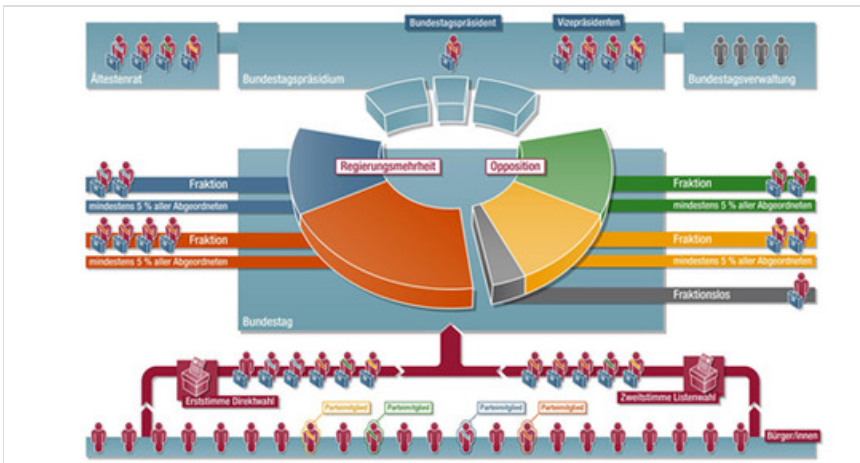 Bundestagspräsident
Vizepräsidenten
Ältestenrat
Bundestagspräsidium
Bundestagsverwaltung
Regierungsmehrheit
Opposition
Fraktion
mindestens 5 % aller Abgeordneten
Fraktion
mindestens 5 % aller Abgeordneten
Fraktion
mindestens 5 % aller Abgeordneten
Fraktion
mindestens 5 % aller Abgeordneten
Fraktionslos
Bundestag
Erststimme Direktwahl
Zweitstimme Listenwahl
Parteimitglied
Parteimitglied
Parteimitglied
Parteimitglied
Bürger/innen